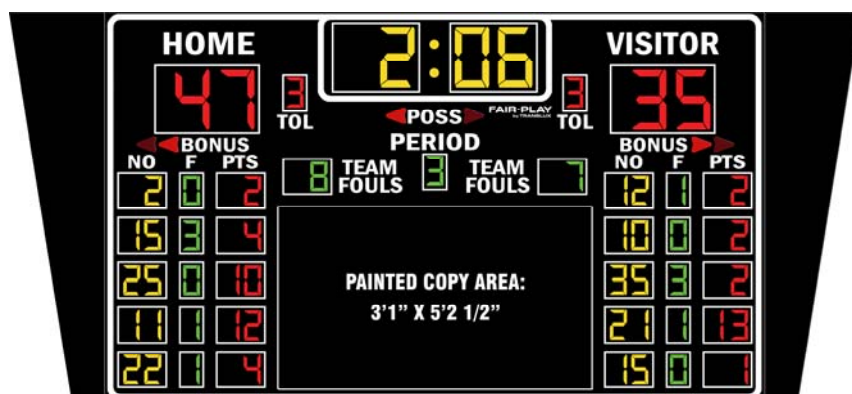 HOME 2:06 VISITOR
47 3 3 35
TOL POSS FAIR-PLAY TOL
by TRANS-LUX
BONUS PERIOD BONUS
NO F PTS NO F PTS
8 TEAM FOULS 3 TEAM FOULS 7
2 0 2 12 1 2
15 3 4 10 0 2
25 0 10 35 3 2
11 1 12 21 1 13
22 1 4 15 0 1
PAINTED COPY AREA:
3'1" X 5'2 1/2"